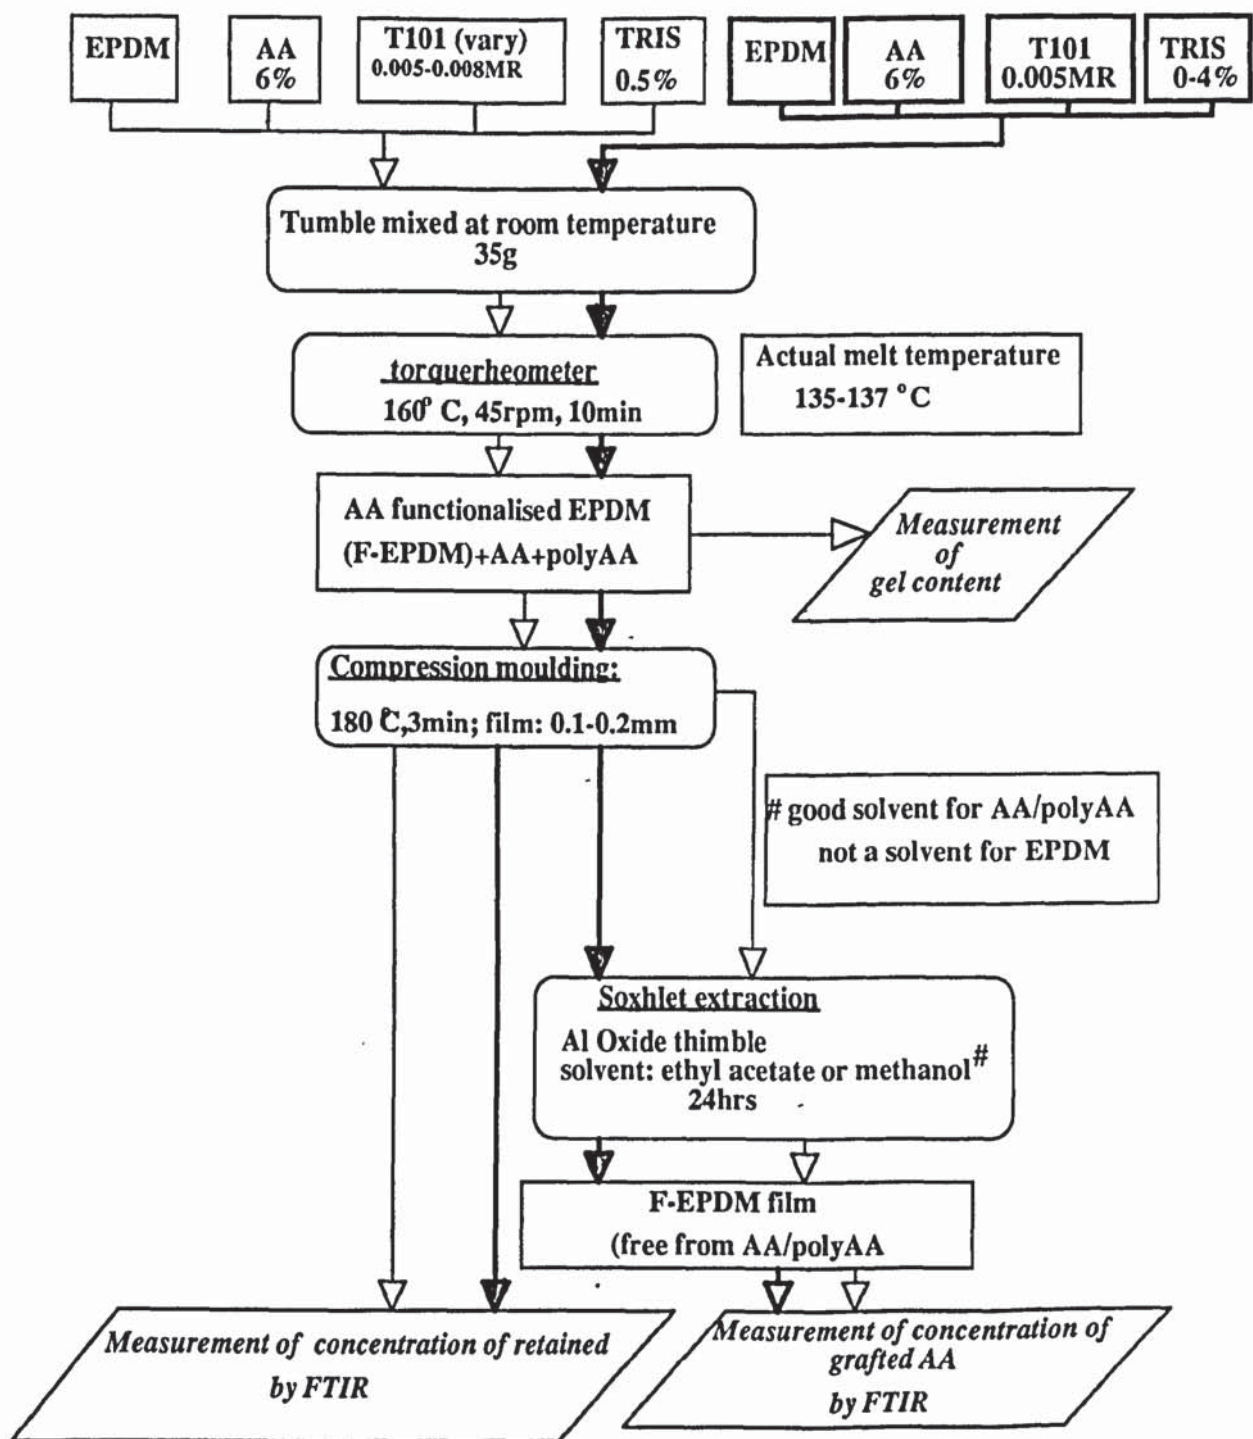 EPDM
AA
6%
T101 (vary)
0.005-0.008MR
TRIS
0.5%
EPDM
AA
6%
T101
0.005MR
TRIS
0-4%
Tumble mixed at room temperature
35g
torquerheometer
160° C, 45rpm, 10min
Actual melt temperature
135-137 °C
AA functionalised EPDM
(F-EPDM)+AA+polyAA
Measurement
of
gel content
Compression moulding:
180 °C,3min; film: 0.1-0.2mm
# good solvent for AA/polyAA
not a solvent for EPDM
Soxhlet extraction
Al Oxide thimble
solvent: ethyl acetate or methanol#
24hrs
F-EPDM film
(free from AA/polyAA
Measurement of concentration of retained
by FTIR
Measurement of concentration of
grafted AA
by FTIR